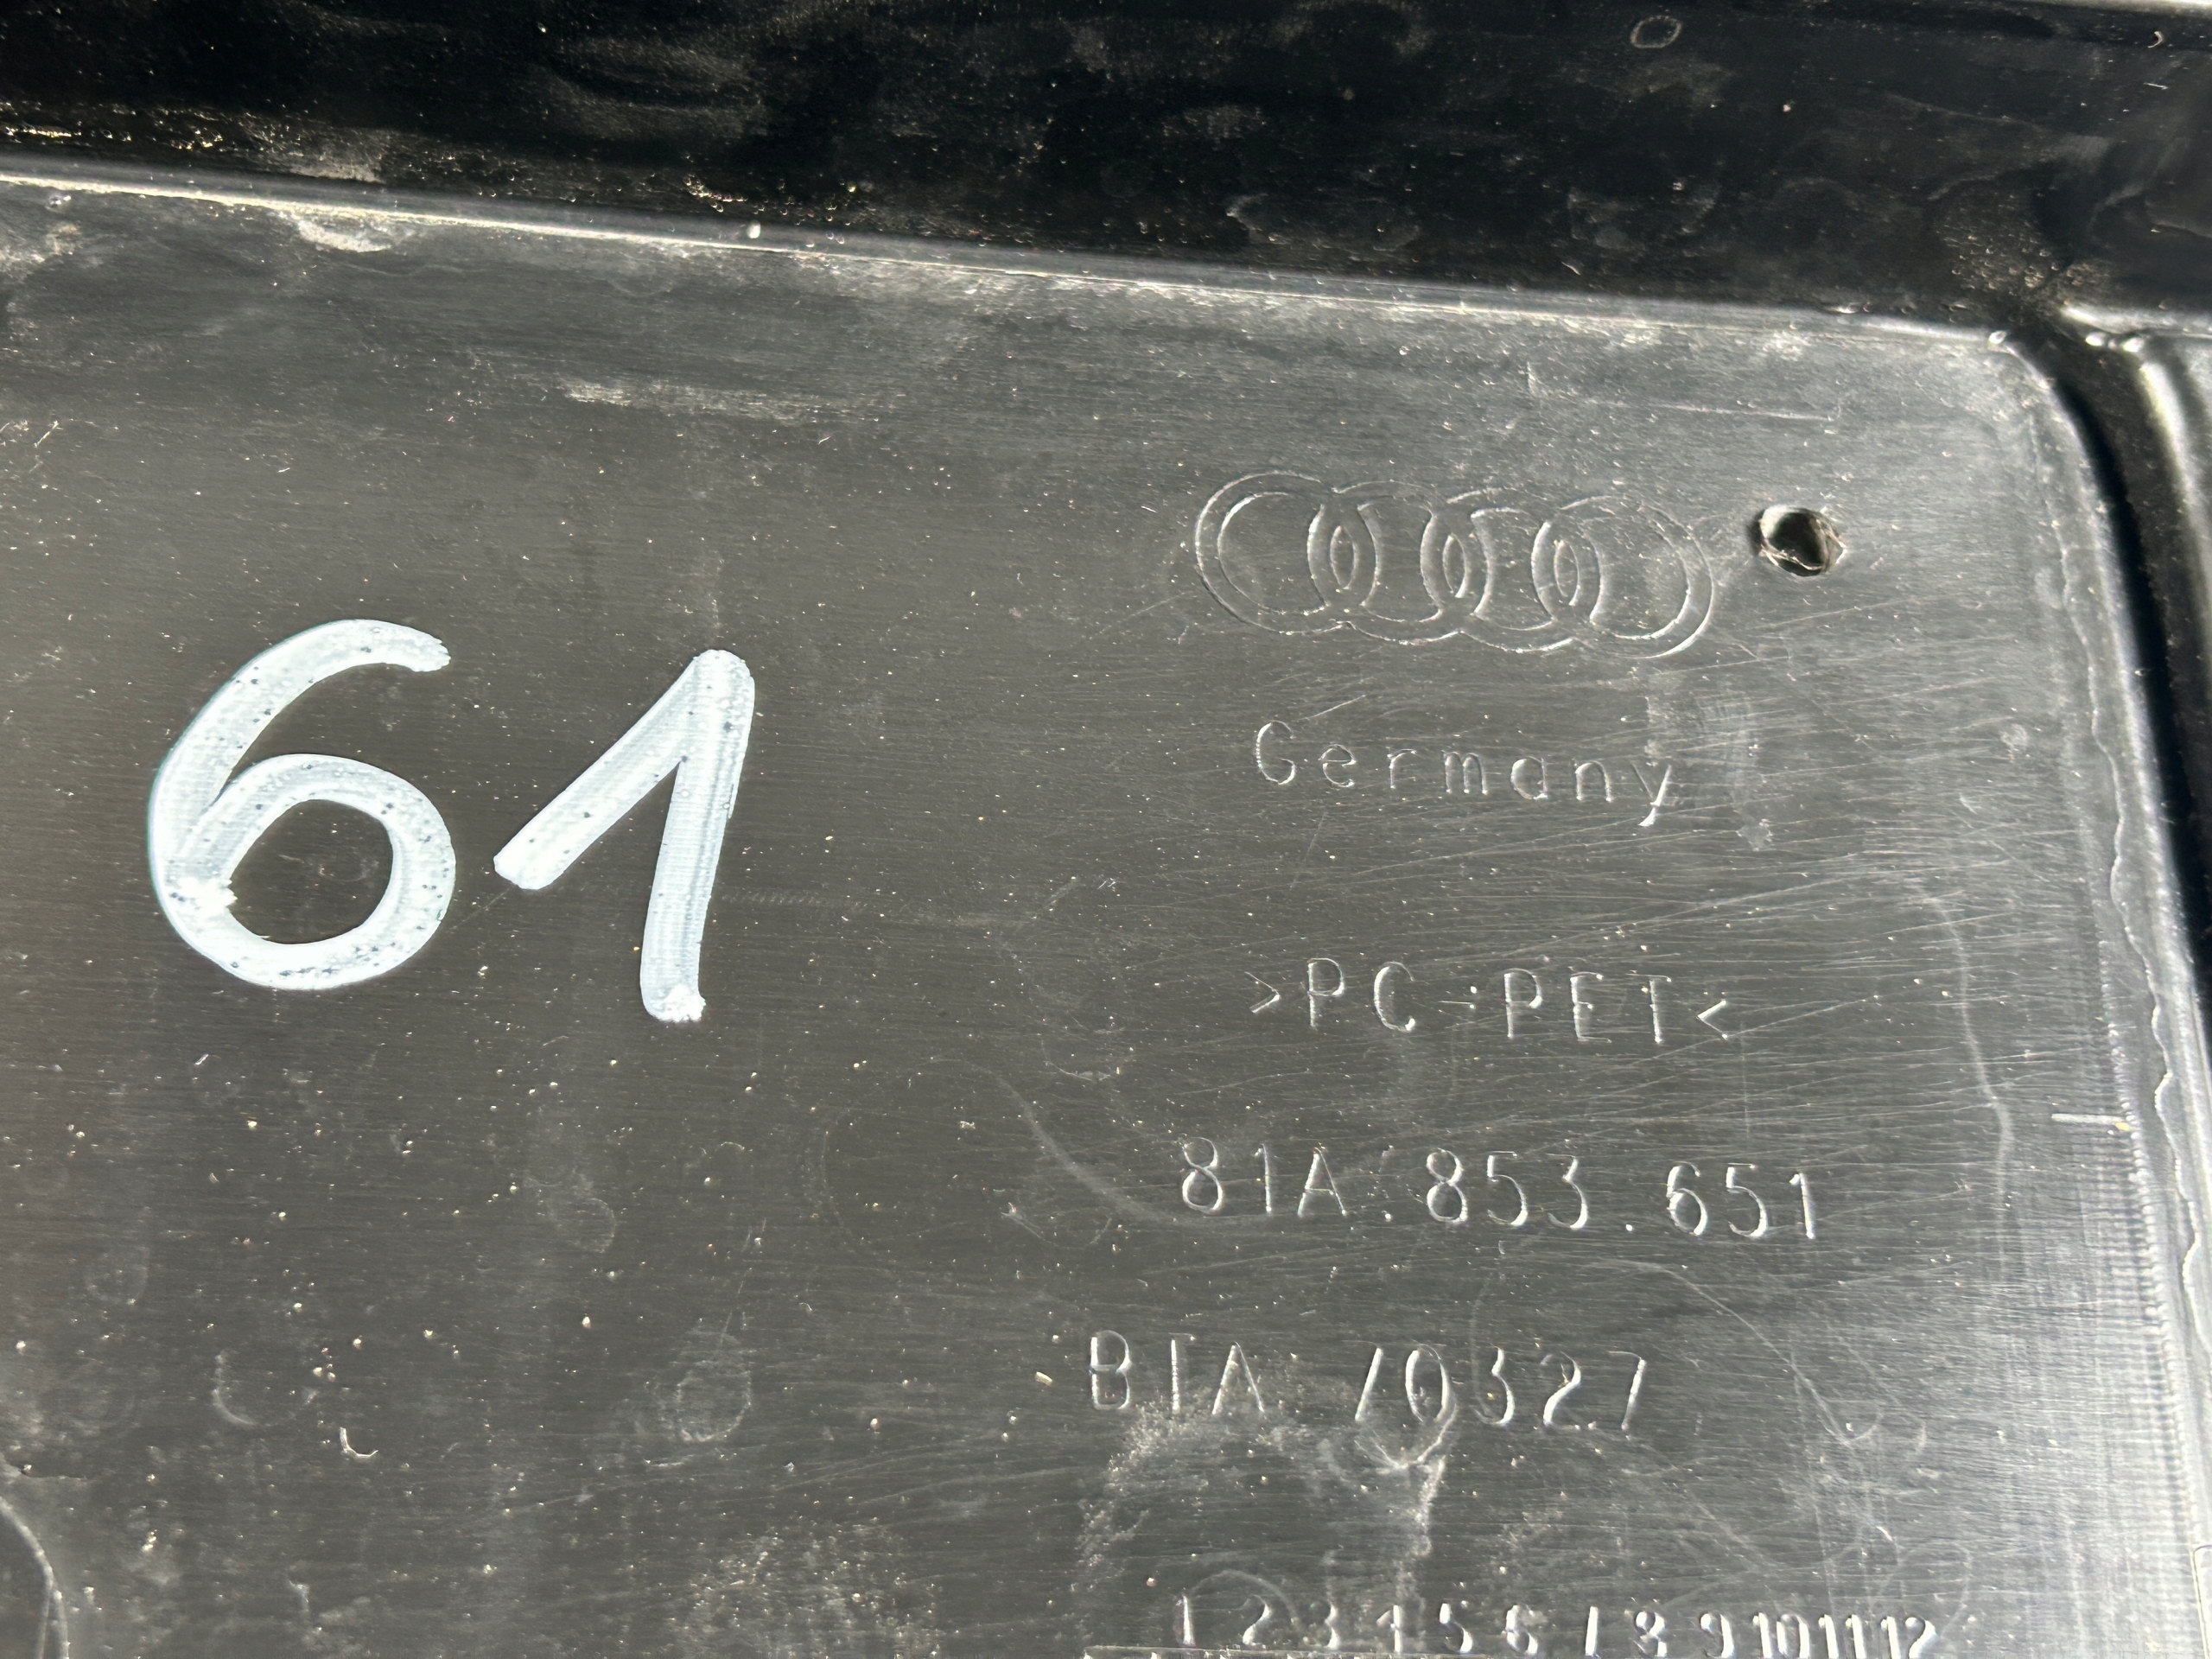 61
Germany
>PC+PET<
81A.853.651
BTA 70327
1 2 3 4 5 6 7 8 9 10 11 12